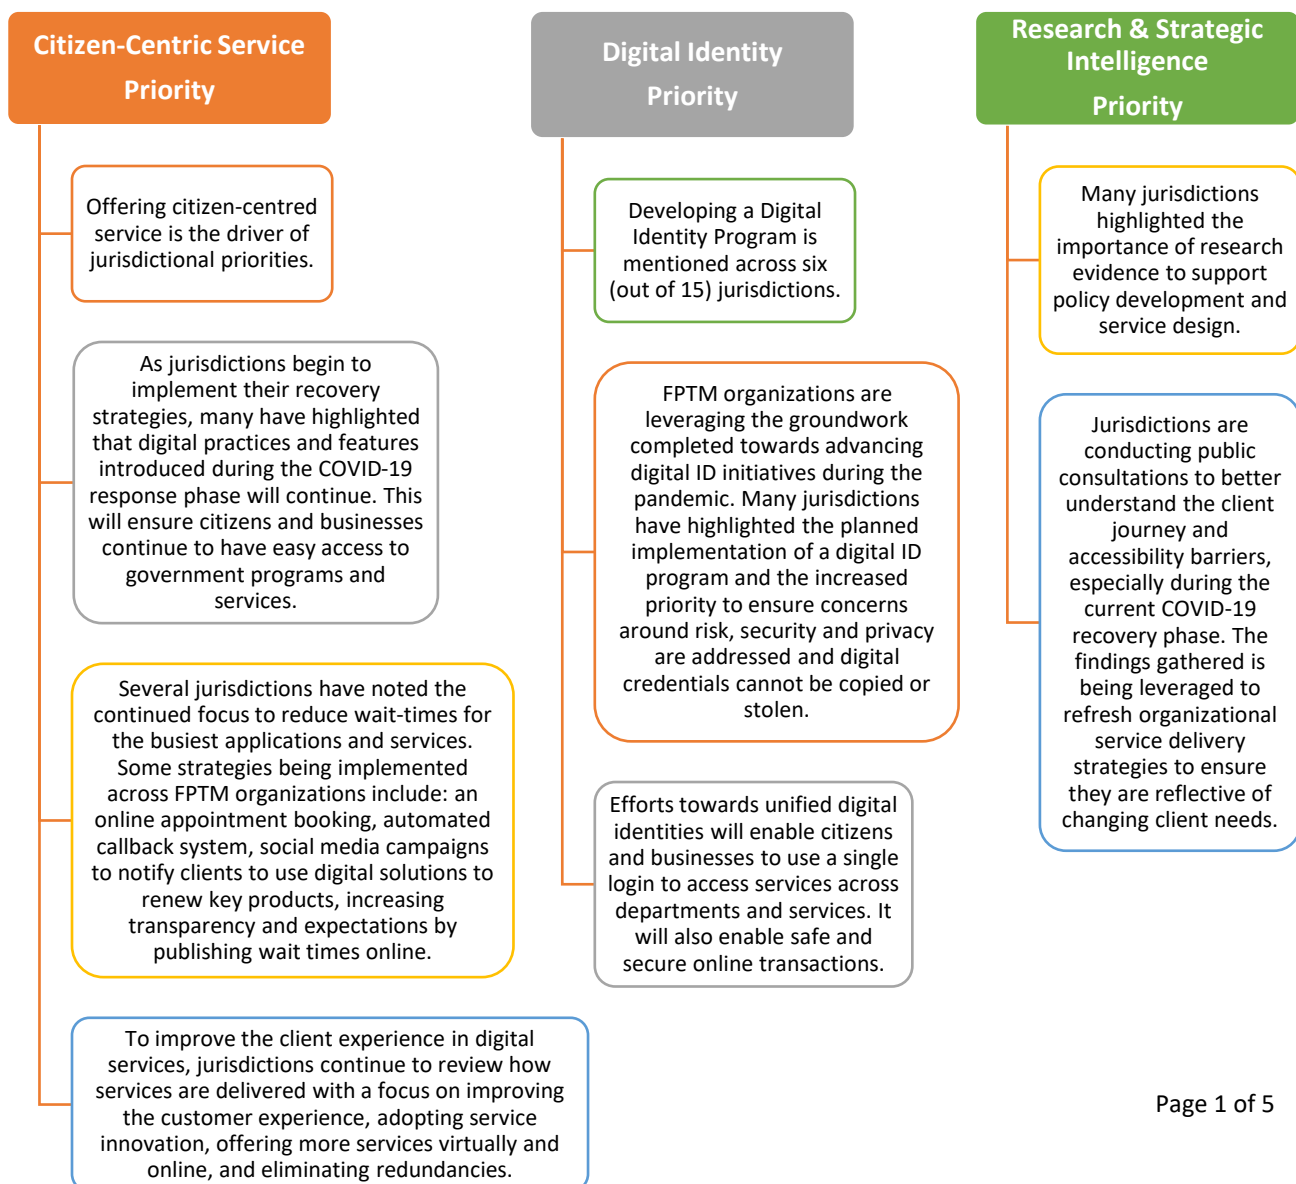 Citizen-Centric Service
Priority
Offering citizen-centred
service is the driver of
jurisdictional priorities.
As jurisdictions begin to
implement their recovery
strategies, many have highlighted
that digital practices and features
introduced during the COVID-19
response phase will continue. This
will ensure citizens and businesses
continue to have easy access to
government programs and
services.
Several jurisdictions have noted the
continued focus to reduce wait-times for
the busiest applications and services.
Some strategies being implemented
across FPTM organizations include: an
online appointment booking, automated
callback system, social media campaigns
to notify clients to use digital solutions to
renew key products, increasing
transparency and expectations by
publishing wait times online.
To improve the client experience in digital
services, jurisdictions continue to review how
services are delivered with a focus on improving
the customer experience, adopting service
innovation, offering more services virtually and
online, and eliminating redundancies.
Digital Identity
Priority
Developing a Digital
Identity Program is
mentioned across six
(out of 15) jurisdictions.
FPTM organizations are
leveraging the groundwork
completed towards advancing
digital ID initiatives during the
pandemic. Many jurisdictions
have highlighted the planned
implementation of a digital ID
program and the increased
priority to ensure concerns
around risk, security and privacy
are addressed and digital
credentials cannot be copied or
stolen.
Efforts towards unified digital
identities will enable citizens
and businesses to use a single
login to access services across
departments and services. It
will also enable safe and
secure online transactions.
Research & Strategic
Intelligence
Priority
Many jurisdictions
highlighted the
importance of research
evidence to support
policy development and
service design.
Jurisdictions are
conducting public
consultations to better
understand the client
journey and
accessibility barriers,
especially during the
current COVID-19
recovery phase. The
findings gathered is
being leveraged to
refresh organizational
service delivery
strategies to ensure
they are reflective of
changing client needs.
Page 1 of 5